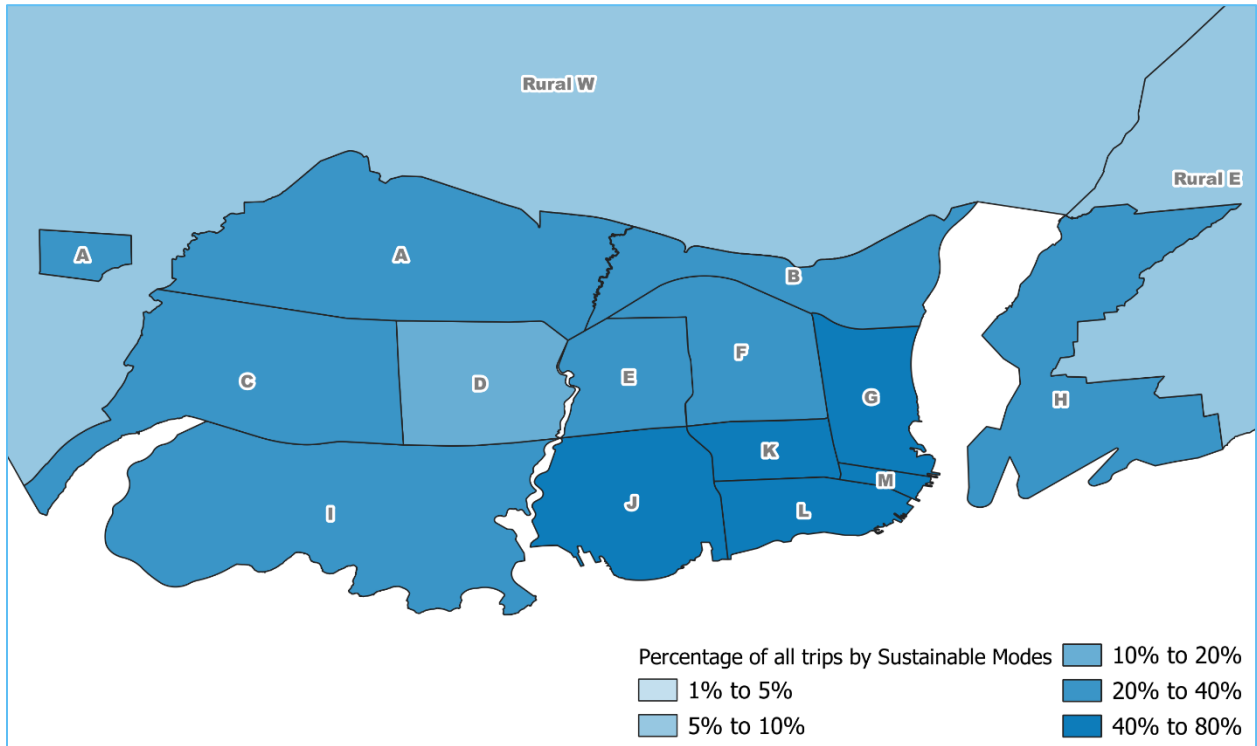 Rural W
Rural E
A
A
B
C
D
E
F
G
H
K
M
I
J
L
Percentage of all trips by Sustainable Modes
1% to 5%
5% to 10%
10% to 20%
20% to 40%
40% to 80%